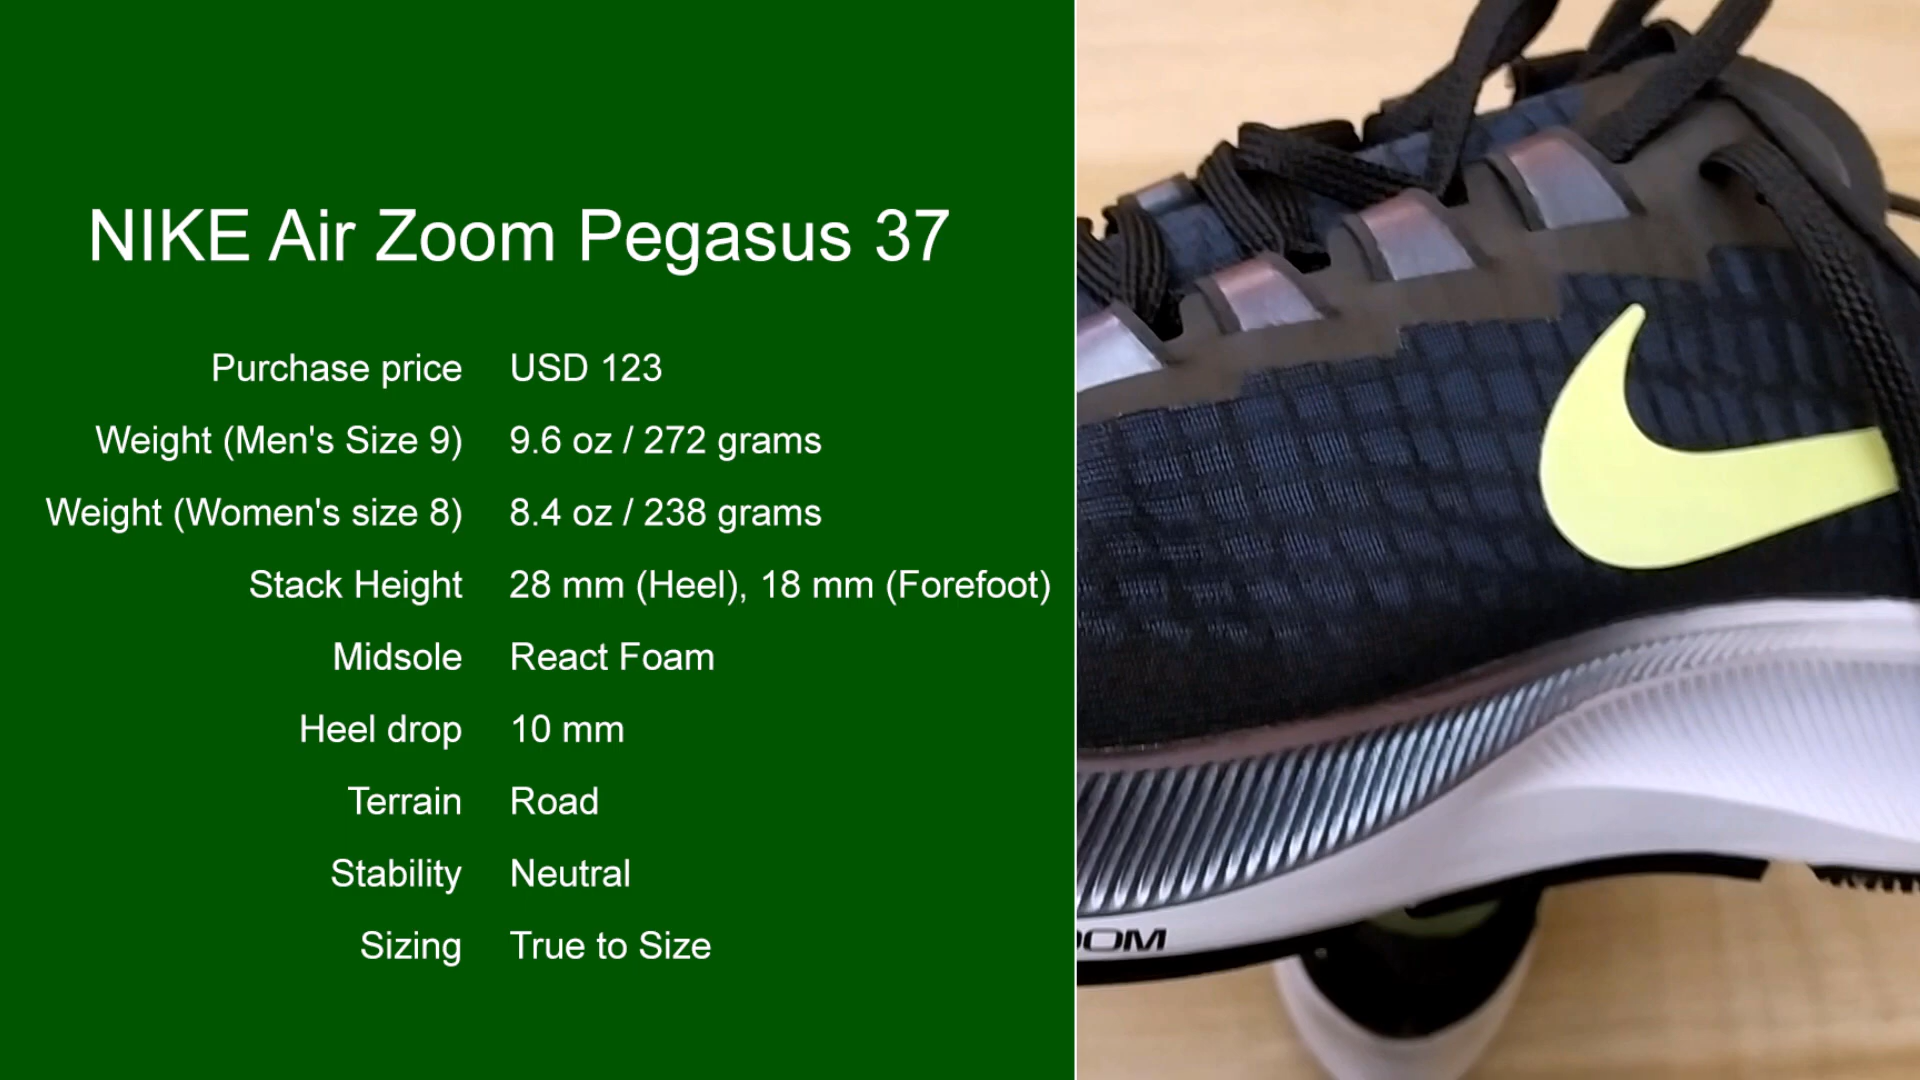 NIKE Air Zoom Pegasus 37
Purchase price USD 123
Weight (Men's Size 9) 9.6 oz / 272 grams
Weight (Women's size 8) 8.4 oz / 238 grams
Stack Height 28 mm (Heel), 18 mm (Forefoot)
Midsole React Foam
Heel drop 10 mm
Terrain Road
Stability Neutral
Sizing True to Size
OOM